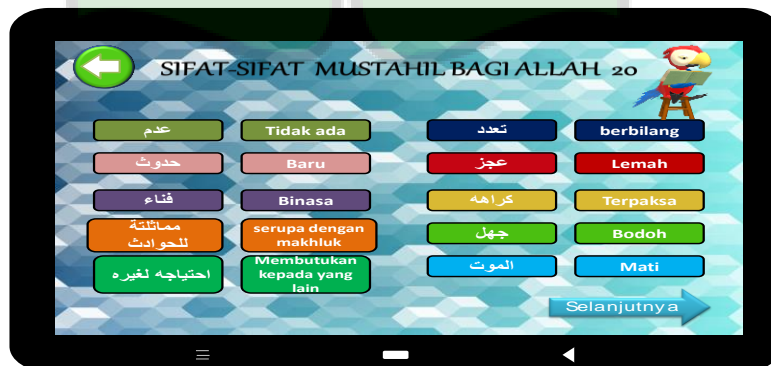 SIFAT-SIFAT MUSTAHIL BAGI ALLAH 20
عدم
Tidak ada
تعدد
berbilang
حدوث
Baru
عجز
Lemah
فناء
Binasa
كراهه
Terpaksa
مماثلتة
للحوادث
serupa dengan
makhluk
جهل
Bodoh
احتياجه لغيره
Membutukan
kepada yang
lain
الموت
Mati
Selanjutnya